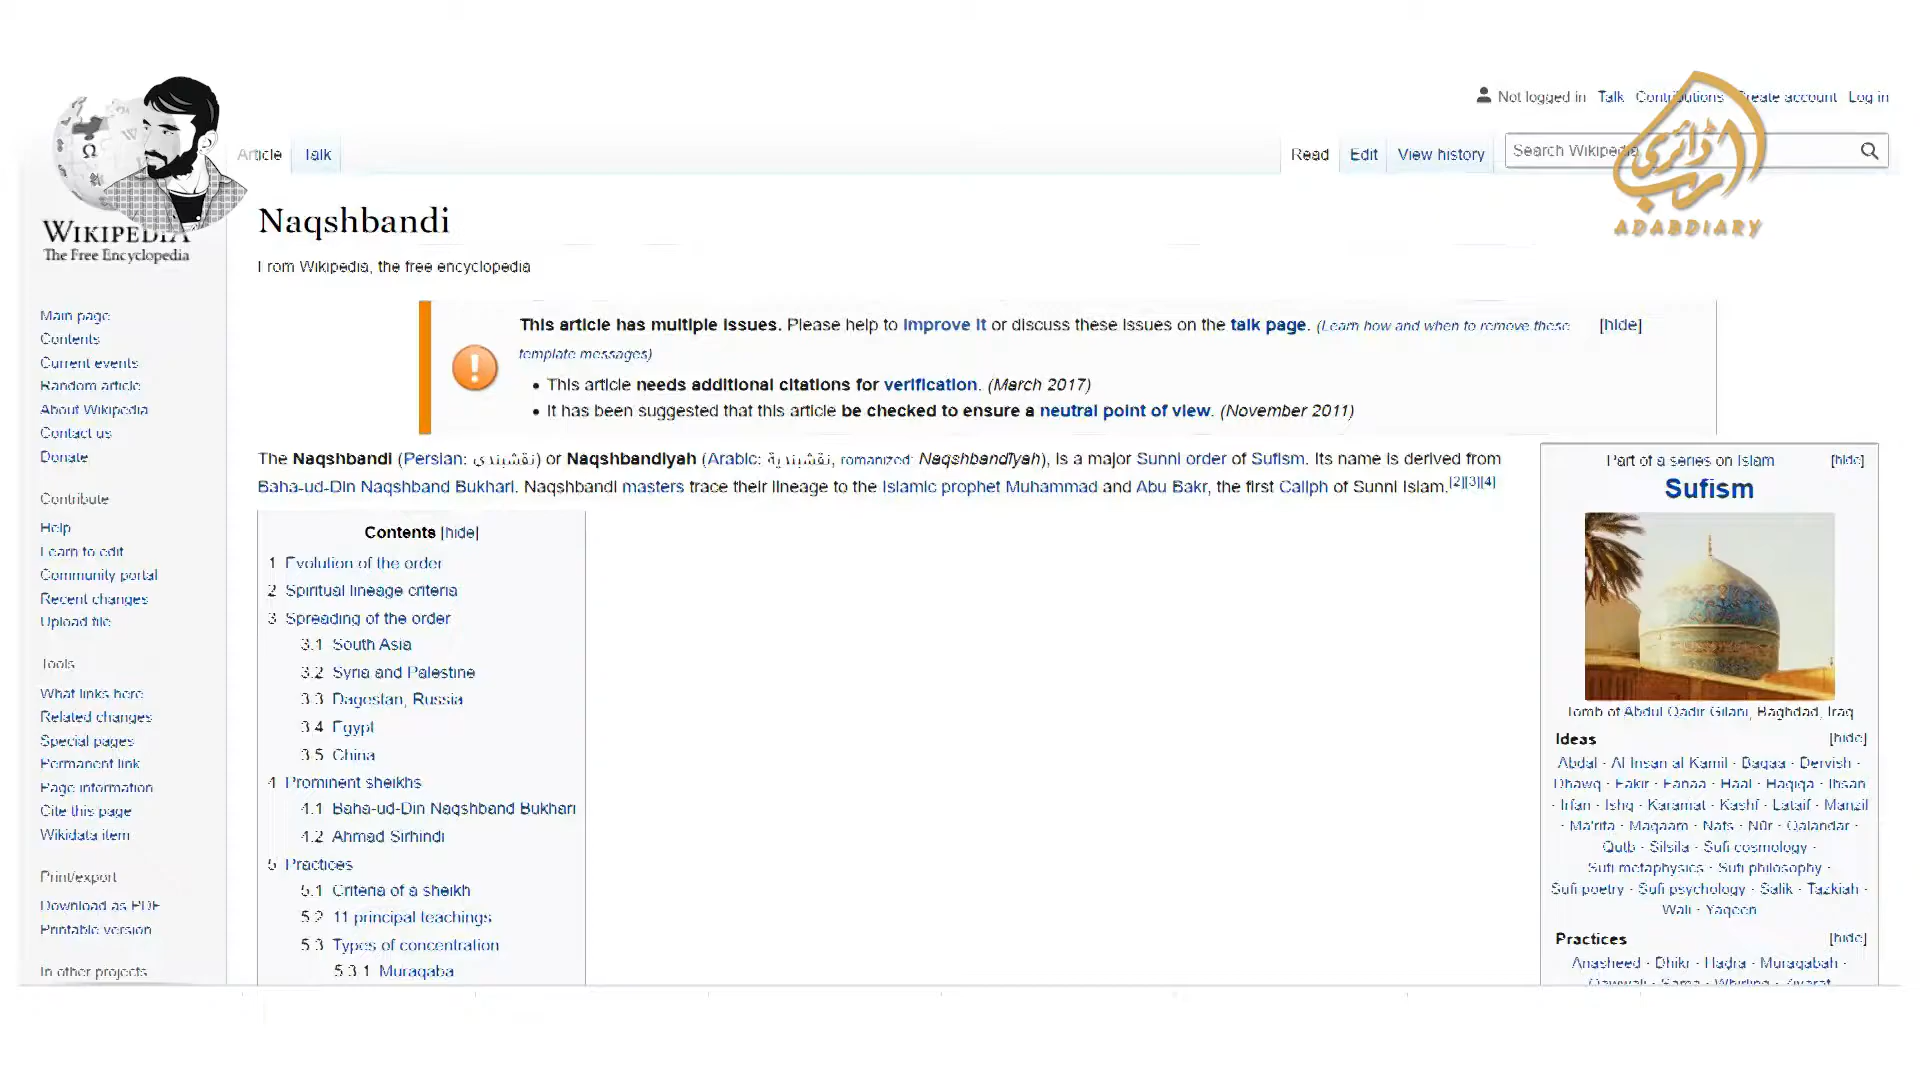 Not logged in Talk Contributions Create account Log in
Article Talk
Read Edit View history
Search Wikipedia
ادب ڈائری
ADABDIARY
WIKIPEDIA
The Free Encyclopedia
Main page
Contents
Current events
Random article
About Wikipedia
Contact us
Donate
Contribute
Help
Learn to edit
Community portal
Recent changes
Upload file
Tools
What links here
Related changes
Special pages
Permanent link
Page information
Cite this page
Wikidata item
Print/export
Download as PDF
Printable version
In other projects
Naqshbandi
From Wikipedia, the free encyclopedia
This article has multiple issues. Please help to improve it or discuss these issues on the talk page. (Learn how and when to remove these [hide]
template messages)
• This article needs additional citations for verification. (March 2017)
• It has been suggested that this article be checked to ensure a neutral point of view. (November 2011)
The Naqshbandi (Persian: نقشبندی) or Naqshbandiyah (Arabic: نقشبندية, romanized: Naqshbandīyah), is a major Sunni order of Sufism. Its name is derived from
Baha-ud-Din Naqshband Bukhari. Naqshbandi masters trace their lineage to the Islamic prophet Muhammad and Abu Bakr, the first Caliph of Sunni Islam.[2][3][4]
Contents [hide]
1 Evolution of the order
2 Spiritual lineage criteria
3 Spreading of the order
3.1 South Asia
3.2 Syria and Palestine
3.3 Dagestan, Russia
3.4 Egypt
3.5 China
4 Prominent sheikhs
4.1 Baha-ud-Din Naqshband Bukhari
4.2 Ahmad Sirhindi
5 Practices
5.1 Criteria of a sheikh
5.2 11 principal teachings
5.3 Types of concentration
5.3.1 Muraqaba
Part of a series on Islam [hide]
Sufism
Tomb of Abdul Qadir Gilani, Baghdad, Iraq
Ideas [hide]
Abdal · Al Insan al Kamil · Baqaa · Dervish ·
Dhawq · Fakir · Fanaa · Haal · Haqiqa · Ihsan
· Irfan · Ishq · Karamat · Kashf · Lataif · Manzil
· Ma'rifa · Maqaam · Nafs · Nūr · Qalandar ·
Qutb · Silsila · Sufi cosmology ·
Sufi metaphysics · Sufi philosophy ·
Sufi poetry · Sufi psychology · Salik · Tazkiah ·
Wali · Yaqeen
Practices [hide]
Anasheed · Dhikr · Hadra · Muraqabah ·
Qawwali · Sama · Whirling · Ziyarat